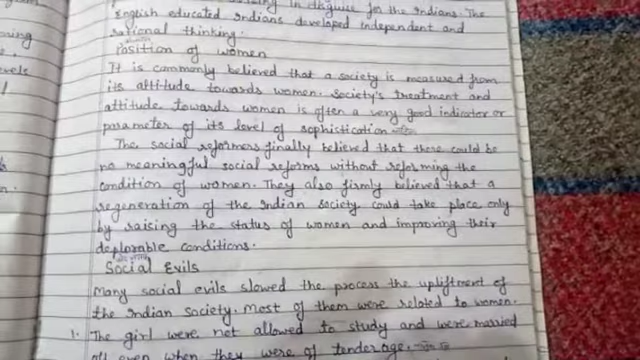 in disguise for the Indians. The
English educated Indians developed independent and
rational thinking.
Position of women
It is commonly believed that a society is measured from
its attitude towards women. Society's treatment and
attitude towards women is often a very good indicator or
parameter of its level of sophistication
The social reformers finally believed that there could be
no meaningful social reforms without reforming the
condition of women. They also firmly believed that a
regeneration of the Indian society could take place only
by raising the status of women and improving their
deplorable conditions.
Social Evils
Many social evils slowed the process the upliftment of
the Indian society. Most of them were related to women.
1. The girl were not allowed to study and were married
off even when they were of tender age.